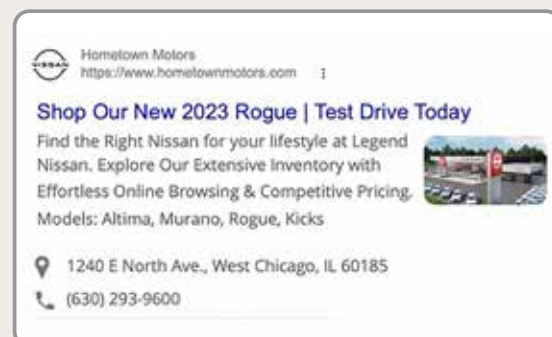 NISSAN
Hometown Motors
https://www.hometownmotors.com
Shop Our New 2023 Rogue | Test Drive Today
Find the Right Nissan for your lifestyle at Legend
Nissan. Explore Our Extensive Inventory with
Effortless Online Browsing & Competitive Pricing.
Models: Altima, Murano, Rogue, Kicks
1240 E North Ave., West Chicago, IL 60185
(630) 293-9600